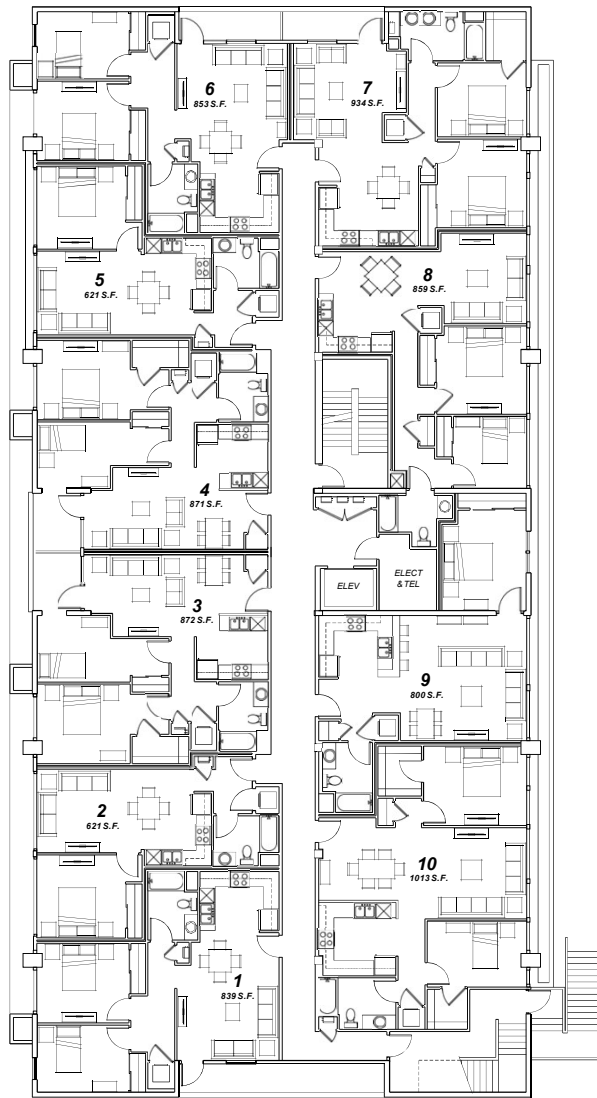 6
853 S.F.
7
934 S.F.
5
621 S.F.
8
859 S.F.
4
871 S.F.
ELEV
ELECT
& TEL
3
872 S.F.
9
800 S.F.
2
621 S.F.
10
1013 S.F.
1
839 S.F.